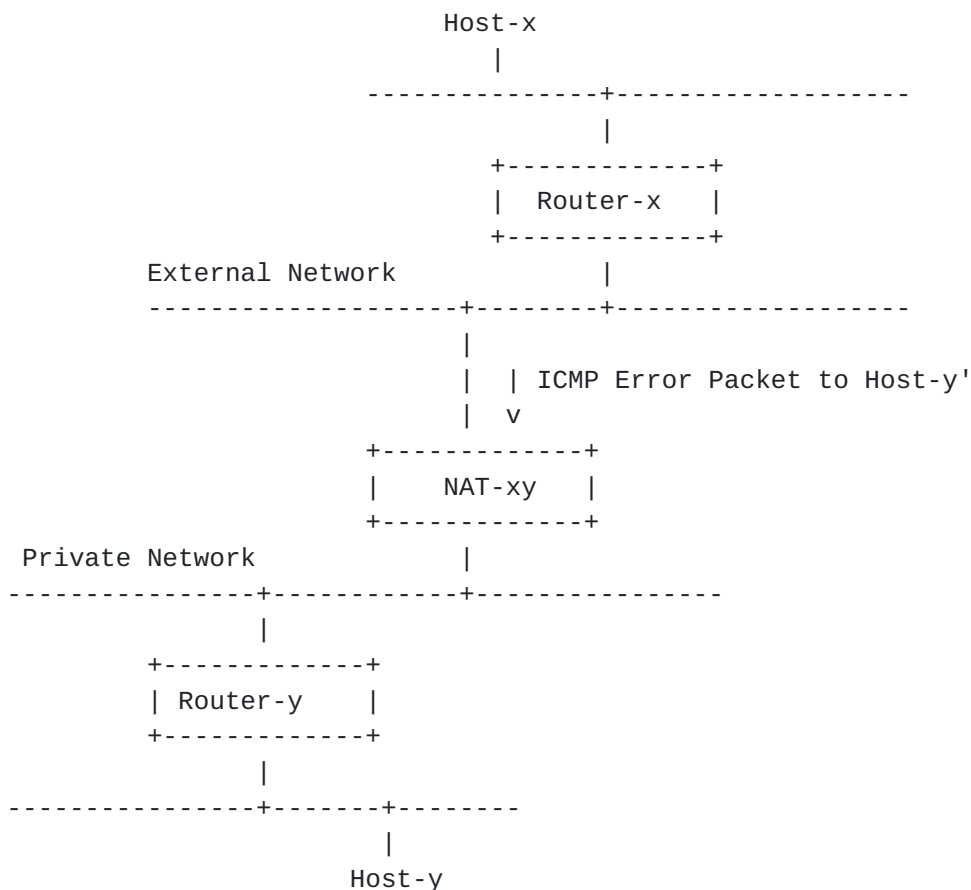 Host-x
Router-x
External Network
ICMP Error Packet to Host-y'
NAT-xy
Private Network
Router-y
Host-y